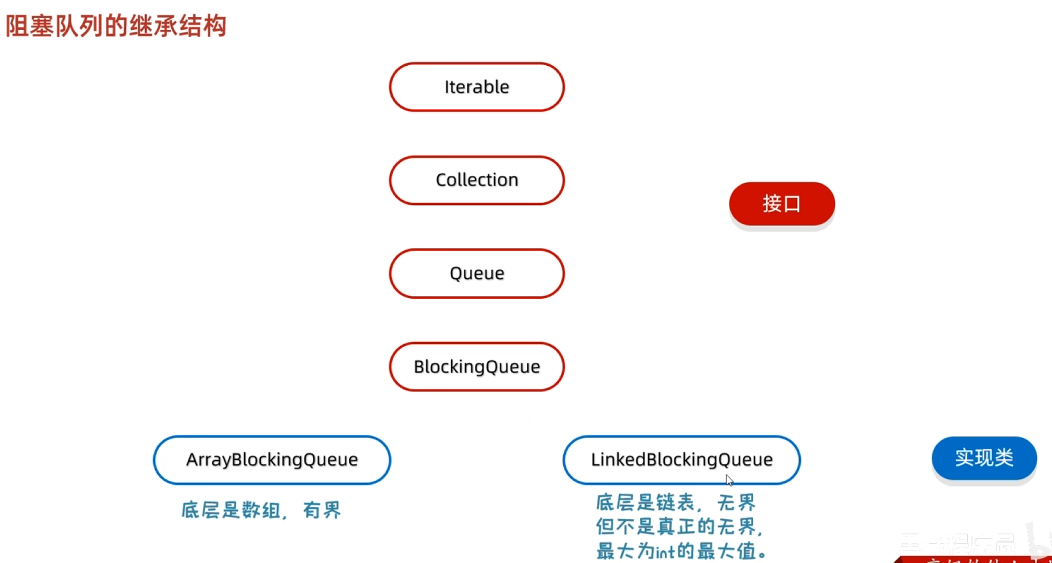 阻塞队列的继承结构
Iterable
Collection
接口
Queue
BlockingQueue
ArrayBlockingQueue
LinkedBlockingQueue
实现类
底层是数组，有界
底层是链表，无界
但不是真正的无界，
最大为int的最大值。